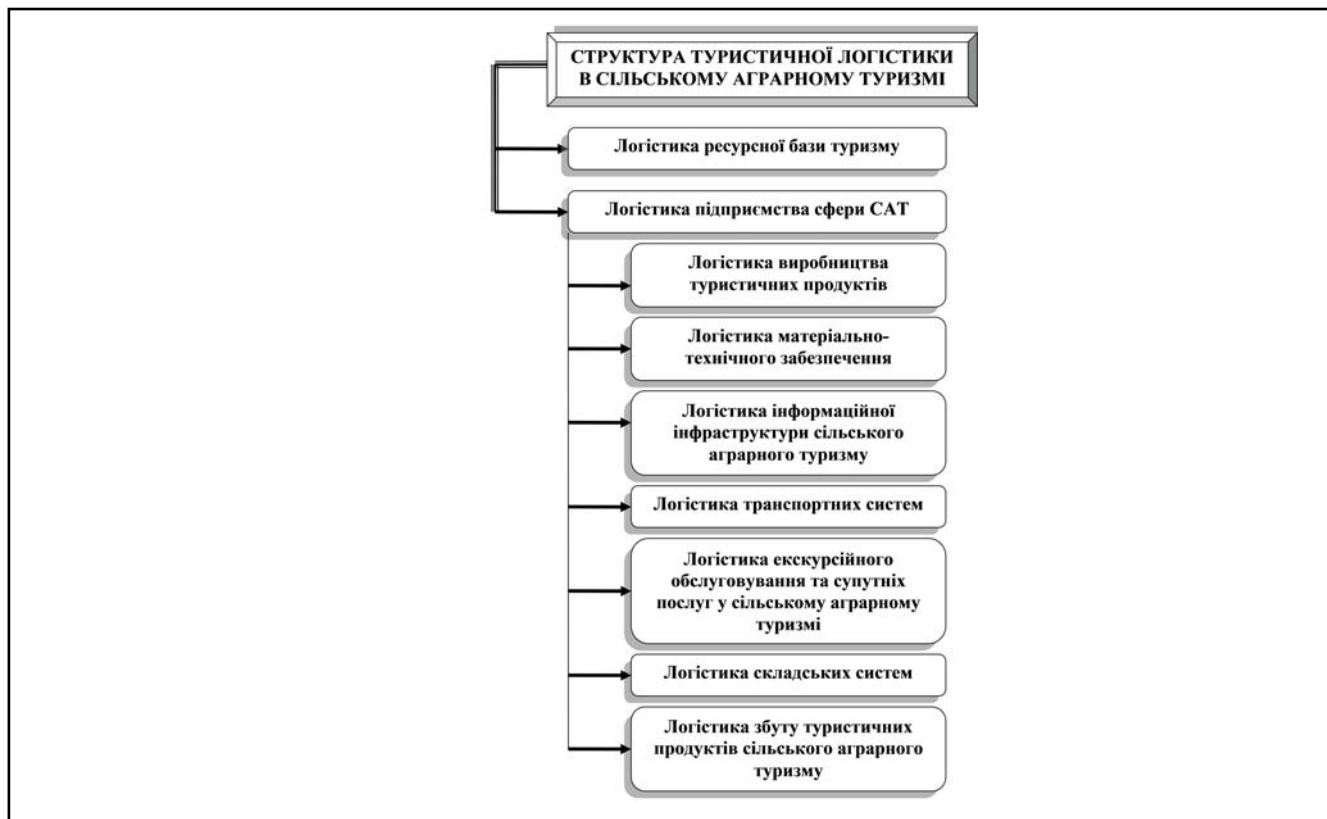 СТРУКТУРА ТУРИСТИЧНОЇ ЛОГІСТИКИ
В СІЛЬСЬКОМУ АГРАРНОМУ ТУРИЗМІ
Логістика ресурсної бази туризму
Логістика підприємства сфери САТ
Логістика виробництва
туристичних продуктів
Логістика матеріально-
технічного забезпечення
Логістика інформаційної
інфраструктури сільського
аграрного туризму
Логістика транспортних систем
Логістика екскурсійного
обслуговування та супутніх
послуг у сільському аграрному
туризмі
Логістика складських систем
Логістика збуту туристичних
продуктів сільського аграрного
туризму